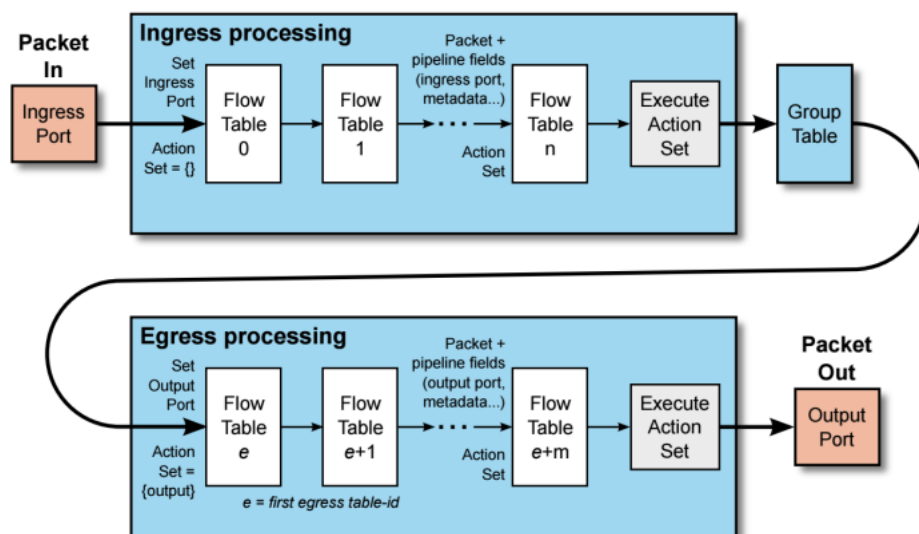 Packet
In
Ingress
Port
Ingress processing
Set
Ingress
Port
Action
Set = {}
Flow
Table
0
Flow
Table
1
Packet +
pipeline fields
(ingress port,
metadata...)
...
Action
Set
Flow
Table
n
Execute
Action
Set
Group
Table
Egress processing
Set
Output
Port
Action
Set =
{output}
Flow
Table
e
Flow
Table
e+1
e = first egress table-id
Packet +
pipeline fields
(output port,
metadata...)
...
Action
Set
Flow
Table
e+m
Execute
Action
Set
Packet
Out
Output
Port